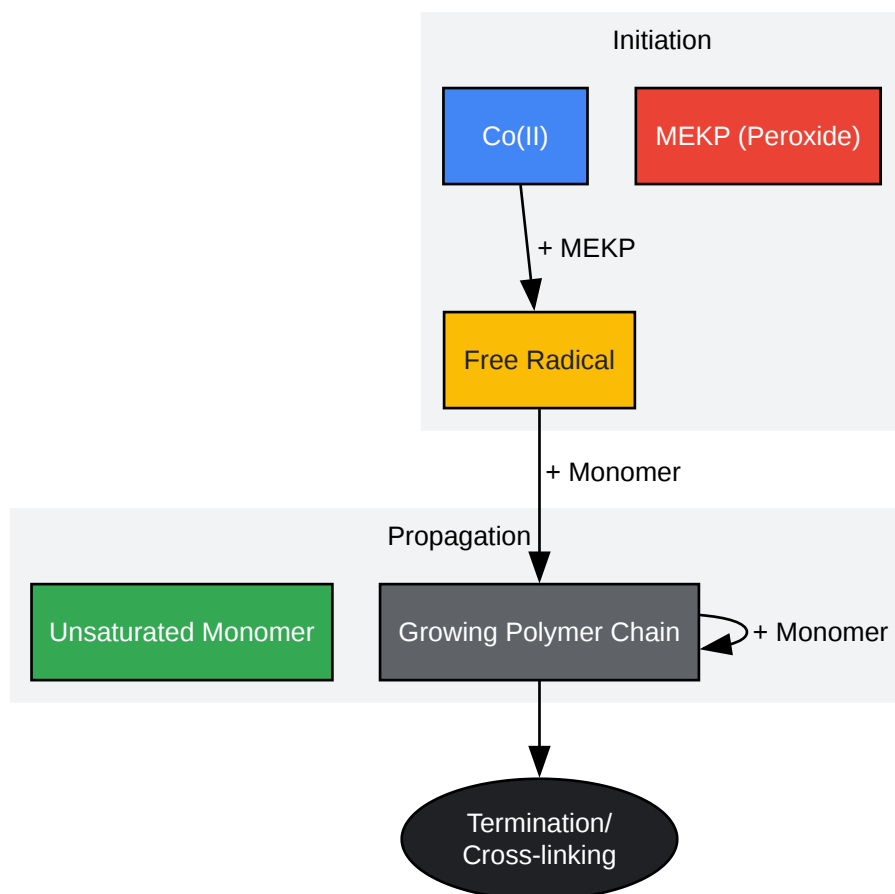 Initiation
Co(II)
MEKP (Peroxide)
+ MEKP
Free Radical
+ Monomer
Propagation
Unsaturated Monomer
Growing Polymer Chain
+ Monomer
Termination/
Cross-linking